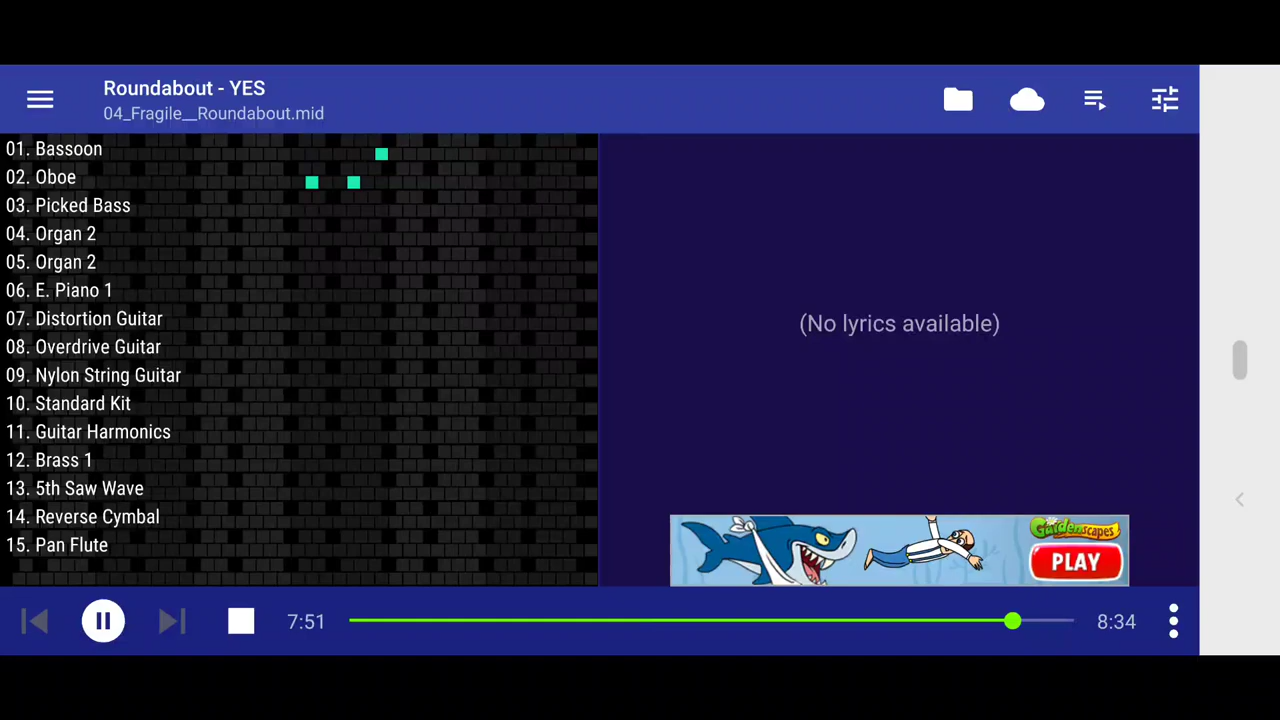 Roundabout - YES
04_Fragile__Roundabout.mid
01. Bassoon
02. Oboe
03. Picked Bass
04. Organ 2
05. Organ 2
06. E. Piano 1
07. Distortion Guitar
08. Overdrive Guitar
09. Nylon String Guitar
10. Standard Kit
11. Guitar Harmonics
12. Brass 1
13. 5th Saw Wave
14. Reverse Cymbal
15. Pan Flute
(No lyrics available)
Gardenscapes
PLAY
7:51
8:34